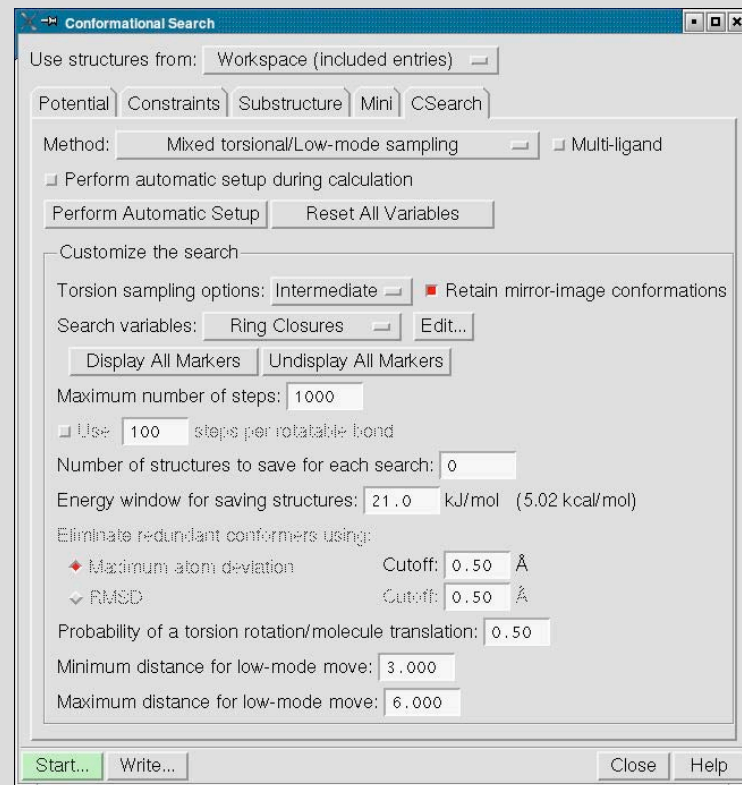 Conformational Search
Use structures from: Workspace (included entries)
Potential Constraints Substructure Mini CSearch
Method: Mixed torsional/Low-mode sampling Multi-ligand
Perform automatic setup during calculation
Perform Automatic Setup Reset All Variables
Customize the search
Torsion sampling options: Intermediate Retain mirror-image conformations
Search variables: Ring Closures Edit...
Display All Markers Undisplay All Markers
Maximum number of steps: 1000
Use 100 steps per rotatable bond
Number of structures to save for each search: 0
Energy window for saving structures: 21.0 kJ/mol (5.02 kcal/mol)
Eliminate redundant conformers using:
Maximum atom deviation Cutoff: 0.50 Å
RMSD Cutoff: 0.50 Å
Probability of a torsion rotation/molecule translation: 0.50
Minimum distance for low-mode move: 3.000
Maximum distance for low-mode move: 6.000
Start... Write... Close Help